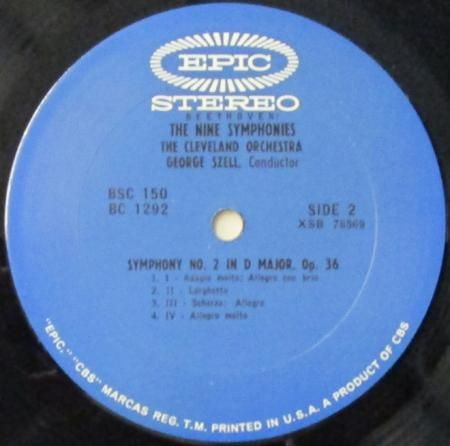 EPIC
STEREO
BEETHOVEN:
THE NINE SYMPHONIES
THE CLEVELAND ORCHESTRA
GEORGE SZELL, Conductor
BSC 150
BC 1292
SIDE 2
XSB 76869
SYMPHONY NO. 2 IN D MAJOR, Op. 36
1. I - Adagio molto; Allegro con brio
2. II - Larghetto
3. III - Scherzo: Allegro
4. IV - Allegro molto
"EPIC," "CBS" MARCAS REG. T.M. PRINTED IN U.S.A. A PRODUCT OF CBS